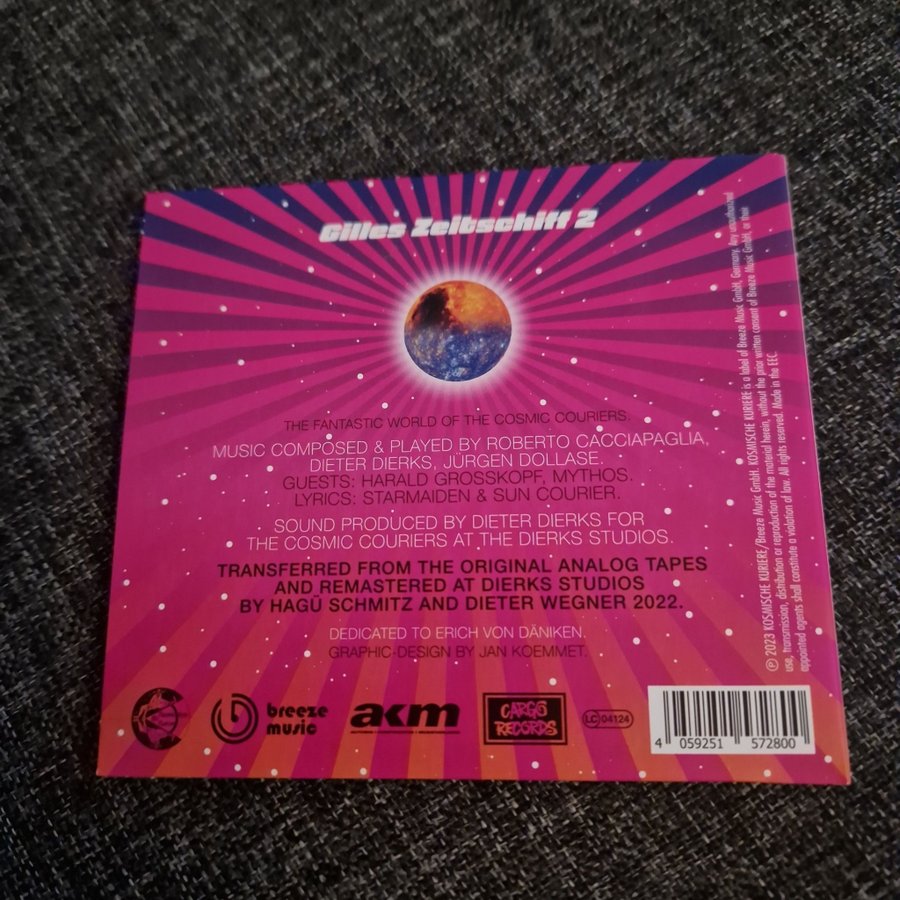 Gilles Zeitschiff 2
THE FANTASTIC WORLD OF THE COSMIC COURIERS.
MUSIC COMPOSED & PLAYED BY ROBERTO CACCIAPAGLIA,
DIETER DIERKS, JÜRGEN DOLLASE.
GUESTS: HARALD GROSSKOPF, MYTHOS.
LYRICS: STARMAIDEN & SUN COURIER.
SOUND PRODUCED BY DIETER DIERKS FOR
THE COSMIC COURIERS AT THE DIERKS STUDIOS.
TRANSFERRED FROM THE ORIGINAL ANALOG TAPES
AND REMASTERED AT DIERKS STUDIOS
BY HAGÜ SCHMITZ AND DIETER WEGNER 2022.
DEDICATED TO ERICH VON DÄNIKEN.
GRAPHIC-DESIGN BY JAN KOEMMET.
breeze
music
akm
CARGO
RECORDS
LC 04124
4 059251 572800
℗ 2023 KOSMISCHE KURIERE/Breeze Music GmbH. KOSMISCHE KURIERE is a label of Breeze Music GmbH, Germany. Any unauthorized
use, transmission, distribution or reproduction of the material herein, without the prior written consent of Breeze Music GmbH, or their
appointed agents shall constitute a violation of law. All rights reserved. Made in the EEC.